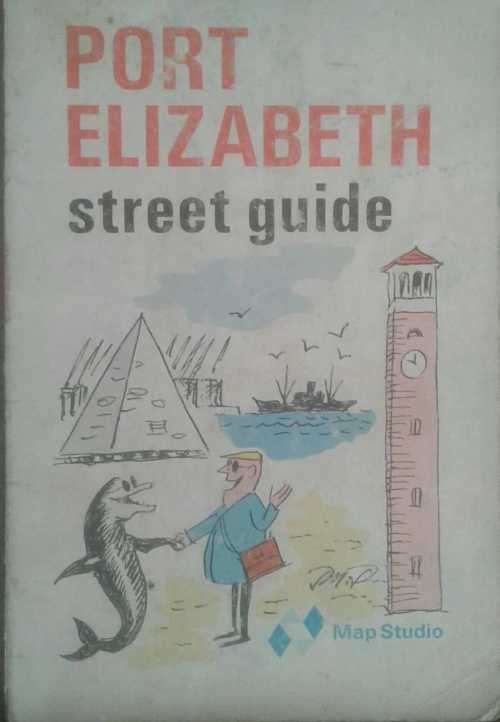 PORT
ELIZABETH
street guide
Map Studio